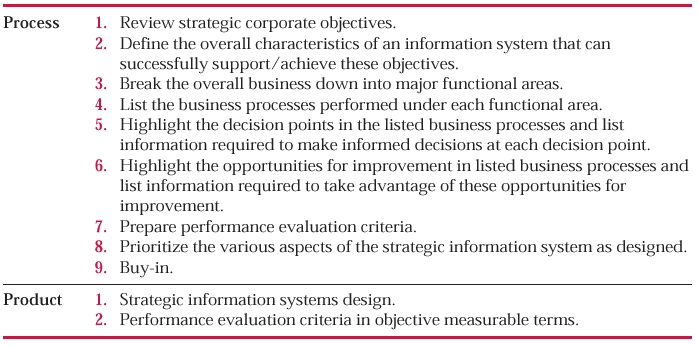 Process 1. Review strategic corporate objectives.
2. Define the overall characteristics of an information system that can
successfully support/achieve these objectives.
3. Break the overall business down into major functional areas.
4. List the business processes performed under each functional area.
5. Highlight the decision points in the listed business processes and list
information required to make informed decisions at each decision point.
6. Highlight the opportunities for improvement in listed business processes and
list information required to take advantage of these opportunities for
improvement.
7. Prepare performance evaluation criteria.
8. Prioritize the various aspects of the strategic information system as designed.
9. Buy-in.
Product 1. Strategic information systems design.
2. Performance evaluation criteria in objective measurable terms.